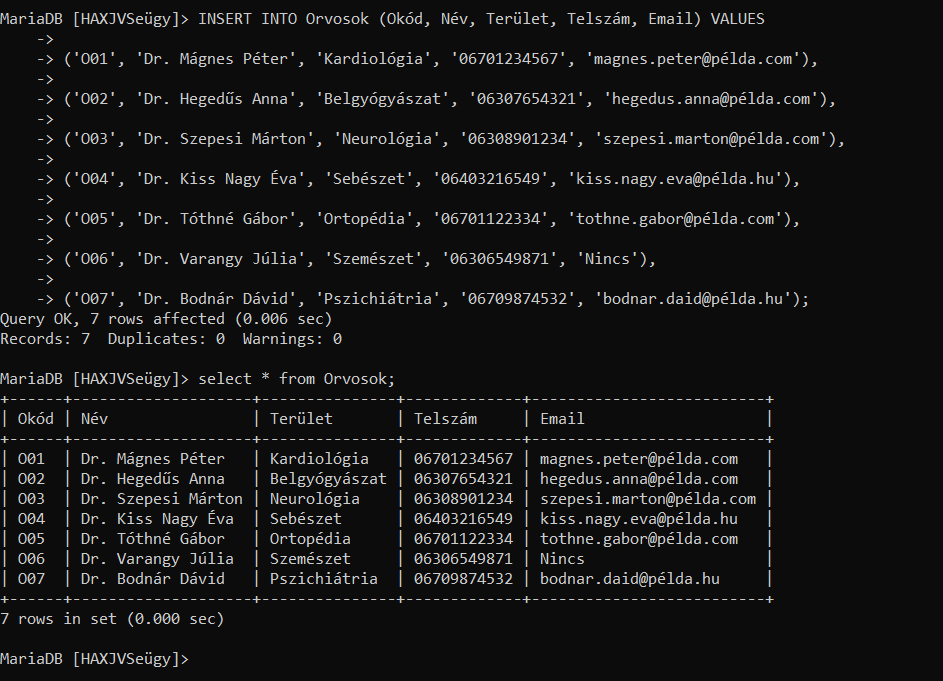 MariaDB [HAXJVSeügy]> INSERT INTO Orvosok (Okód, Név, Terület, Telszám, Email) VALUES
    ->
    -> ('O01', 'Dr. Mágnes Péter', 'Kardiológia', '06701234567', 'magnes.peter@példa.com'),
    ->
    -> ('O02', 'Dr. Hegedűs Anna', 'Belgyógyászat', '06307654321', 'hegedus.anna@példa.com'),
    ->
    -> ('O03', 'Dr. Szepesi Márton', 'Neurológia', '06308901234', 'szepesi.marton@példa.com'),
    ->
    -> ('O04', 'Dr. Kiss Nagy Éva', 'Sebészet', '06403216549', 'kiss.nagy.eva@példa.hu'),
    ->
    -> ('O05', 'Dr. Tóthné Gábor', 'Ortopédia', '06701122334', 'tothne.gabor@példa.com'),
    ->
    -> ('O06', 'Dr. Varangy Júlia', 'Szemészet', '06306549871', 'Nincs'),
    ->
    -> ('O07', 'Dr. Bodnár Dávid', 'Pszichiátria', '06709874532', 'bodnar.daid@példa.hu');
Query OK, 7 rows affected (0.006 sec)
Records: 7  Duplicates: 0  Warnings: 0
MariaDB [HAXJVSeügy]> select * from Orvosok;
+------+--------------------+---------------+-------------+--------------------------+
| Okód | Név                | Terület       | Telszám     | Email                    |
+------+--------------------+---------------+-------------+--------------------------+
| O01  | Dr. Mágnes Péter   | Kardiológia   | 06701234567 | magnes.peter@példa.com   |
| O02  | Dr. Hegedűs Anna   | Belgyógyászat | 06307654321 | hegedus.anna@példa.com   |
| O03  | Dr. Szepesi Márton | Neurológia    | 06308901234 | szepesi.marton@példa.com |
| O04  | Dr. Kiss Nagy Éva  | Sebészet      | 06403216549 | kiss.nagy.eva@példa.hu   |
| O05  | Dr. Tóthné Gábor   | Ortopédia     | 06701122334 | tothne.gabor@példa.com   |
| O06  | Dr. Varangy Júlia  | Szemészet     | 06306549871 | Nincs                    |
| O07  | Dr. Bodnár Dávid   | Pszichiátria  | 06709874532 | bodnar.daid@példa.hu     |
+------+--------------------+---------------+-------------+--------------------------+
7 rows in set (0.000 sec)
MariaDB [HAXJVSeügy]>